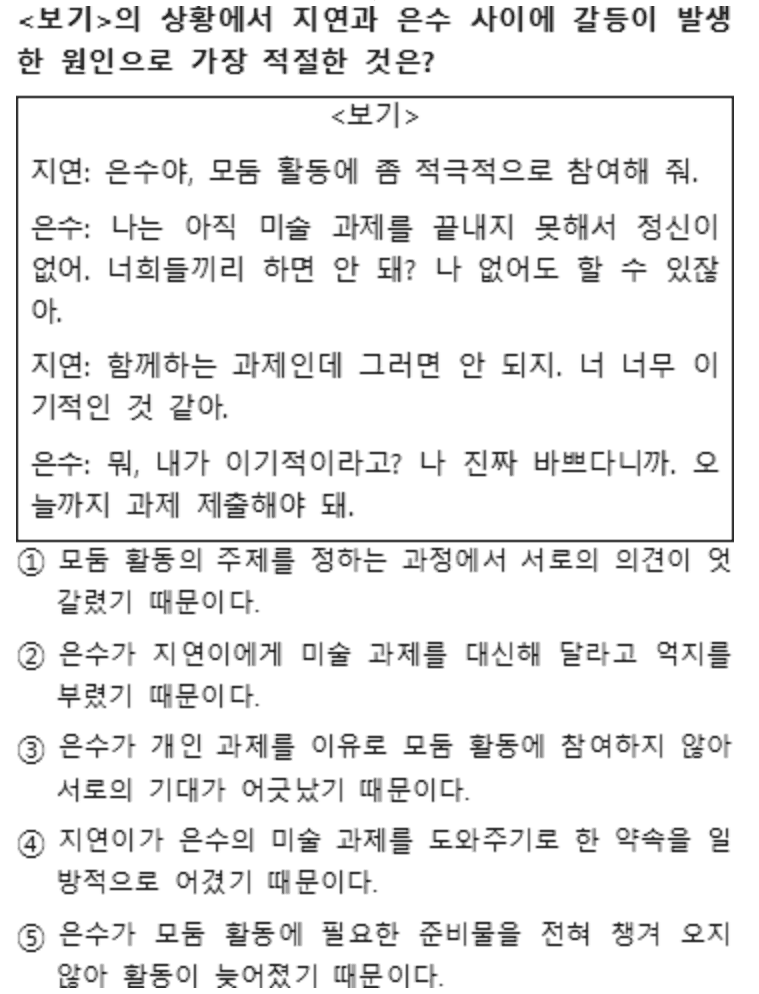 <보기>의 상황에서 지연과 은수 사이에 갈등이 발생
한 원인으로 가장 적절한 것은?
<보기>
지연: 은수야, 모둠 활동에 좀 적극적으로 참여해 줘.
은수: 나는 아직 미술 과제를 끝내지 못해서 정신이
없어. 너희들끼리 하면 안 돼? 나 없어도 할 수 있잖
아.
지연: 함께하는 과제인데 그러면 안 되지. 너 너무 이
기적인 것 같아.
은수: 뭐, 내가 이기적이라고? 나 진짜 바쁘다니까. 오
늘까지 과제 제출해야 돼.
① 모둠 활동의 주제를 정하는 과정에서 서로의 의견이 엇
갈렸기 때문이다.
② 은수가 지연이에게 미술 과제를 대신해 달라고 억지를
부렸기 때문이다.
③ 은수가 개인 과제를 이유로 모둠 활동에 참여하지 않아
서로의 기대가 어긋났기 때문이다.
④ 지연이가 은수의 미술 과제를 도와주기로 한 약속을 일
방적으로 어겼기 때문이다.
⑤ 은수가 모둠 활동에 필요한 준비물을 전혀 챙겨 오지
않아 활동이 늦어졌기 때문이다.